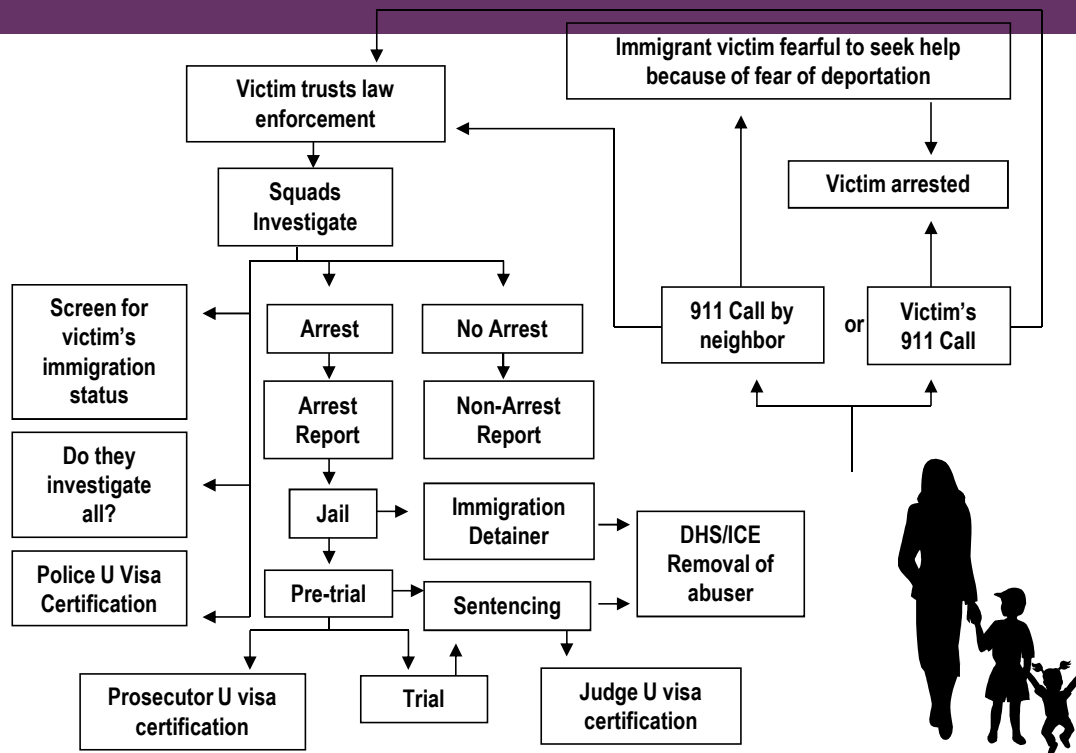 Immigrant victim fearful to seek help
because of fear of deportation
Victim trusts law
enforcement
Victim arrested
Squads
Investigate
Screen for
victim's
immigration
status
Arrest
No Arrest
911 Call by
neighbor
or
Victim's
911 Call
Arrest
Report
Non-Arrest
Report
Do they
investigate
all?
Jail
Immigration
Detainer
DHS/ICE
Removal of
abuser
Police U Visa
Certification
Pre-trial
Sentencing
Prosecutor U visa
certification
Trial
Judge U visa
certification